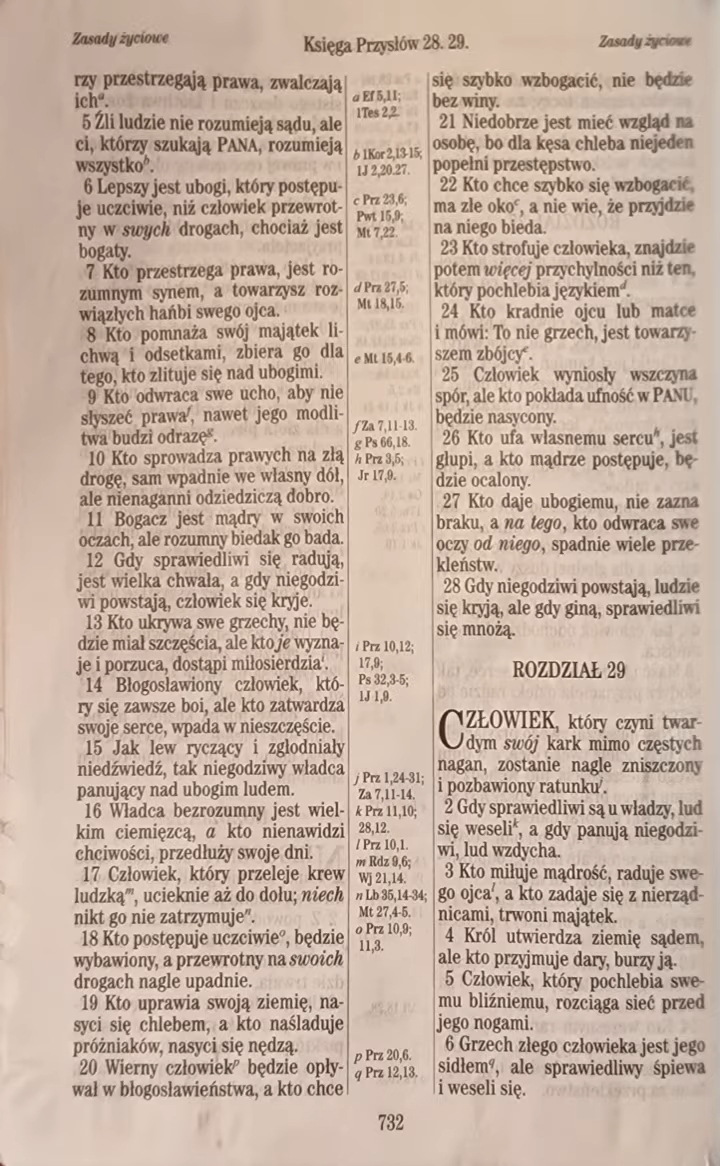 Zasady życiowe
Księga Przysłów 28. 29.
Zasady życiowe
rzy przestrzegają prawa, zwalczają
ich^a.
5 Źli ludzie nie rozumieją sądu, ale
ci, którzy szukają PANA, rozumieją
wszystko^b.
6 Lepszy jest ubogi, który postępu-
je uczciwie, niż człowiek przewrot-
ny w swych drogach, chociaż jest
bogaty.
7 Kto przestrzega prawa, jest ro-
zumnym synem, a towarzysz roz-
wiązłych hańbi swego ojca.
8 Kto pomnaża swój majątek li-
chwą i odsetkami, zbiera go dla
tego, kto zlituje się nad ubogimi.
9 Kto odwraca swe ucho, aby nie
słyszeć prawa^f, nawet jego modli-
twa budzi odrazę^g.
10 Kto sprowadza prawych na złą
drogę, sam wpadnie we własny dół,
ale nienaganni odziedziczą dobro.
11 Bogacz jest mądry w swoich
oczach, ale rozumny biedak go bada.
12 Gdy sprawiedliwi się radują,
jest wielka chwała, a gdy niegodzi-
wi powstają, człowiek się kryje.
13 Kto ukrywa swe grzechy, nie bę-
dzie miał szczęścia, ale kto je wyzna-
je i porzuca, dostąpi miłosierdzia^i.
14 Błogosławiony człowiek, któ-
ry się zawsze boi, ale kto zatwardza
swoje serce, wpada w nieszczęście.
15 Jak lew ryczący i zgłodniały
niedźwiedź, tak niegodziwy władca
panujący nad ubogim ludem.
16 Władca bezrozumny jest wiel-
kim ciemięzcą, a kto nienawidzi
chciwości, przedłuży swoje dni.
17 Człowiek, który przeleje krew
ludzką^m, ucieknie aż do dołu; niech
nikt go nie zatrzymuje^n.
18 Kto postępuje uczciwie^o, będzie
wybawiony, a przewrotny na swoich
drogach nagle upadnie.
19 Kto uprawia swoją ziemię, na-
syci się chlebem, a kto naśladuje
próżniaków, nasyci się nędzą.
20 Wierny człowiek^p będzie opły-
wał w błogosławieństwa, a kto chce
a Ef 5,11;
1Tes 2,2.
b 1Kor 2,13-15;
1J 2,20.27.
c Prz 23,6;
Pwt 15,9;
Mt 7,22.
d Prz 27,5;
Mt 18,15.
e Mt 15,4-6.
f Za 7,11-13.
g Ps 66,18.
h Prz 3,5;
Jr 17,9.
i Prz 10,12;
17,9;
Ps 32,3-5;
1J 1,9.
j Prz 1,24-31;
Za 7,11-14.
k Prz 11,10;
28,12.
l Prz 10,1.
m Rdz 9,6;
Wj 21,14.
n Lb 35,14-34;
Mt 27,4-5.
o Prz 10,9;
11,3.
p Prz 20,6.
q Prz 12,13.
się szybko wzbogacić, nie będzie
bez winy.
21 Niedobrze jest mieć wzgląd na
osobę, bo dla kęsa chleba niejeden
popełni przestępstwo.
22 Kto chce szybko się wzbogacić,
ma złe oko^c, a nie wie, że przyjdzie
na niego bieda.
23 Kto strofuje człowieka, znajdzie
potem więcej przychylności niż ten,
który pochlebia językiem^d.
24 Kto kradnie ojcu lub matce
i mówi: To nie grzech, jest towarzy-
szem zbójcy^e.
25 Człowiek wyniosły wszczyna
spór, ale kto pokłada ufność w PANU,
będzie nasycony.
26 Kto ufa własnemu sercu^h, jest
głupi, a kto mądrze postępuje, bę-
dzie ocalony.
27 Kto daje ubogiemu, nie zazna
braku, a na tego, kto odwraca swe
oczy od niego, spadnie wiele prze-
kleństw.
28 Gdy niegodziwi powstają, ludzie
się kryją, ale gdy giną, sprawiedliwi
się mnożą.
ROZDZIAŁ 29
CZŁOWIEK, który czyni twar-
dym swój kark mimo częstych
nagan, zostanie nagle zniszczony
i pozbawiony ratunku^j.
2 Gdy sprawiedliwi są u władzy, lud
się weseli^k, a gdy panują niegodzi-
wi, lud wzdycha.
3 Kto miłuje mądrość, raduje swe-
go ojca^l, a kto zadaje się z nierząd-
nicami, trwoni majątek.
4 Król utwierdza ziemię sądem,
ale kto przyjmuje dary, burzy ją.
5 Człowiek, który pochlebia swe-
mu bliźniemu, rozciąga sieć przed
jego nogami.
6 Grzech złego człowieka jest jego
sidłem^q, ale sprawiedliwy śpiewa
i weseli się.
732